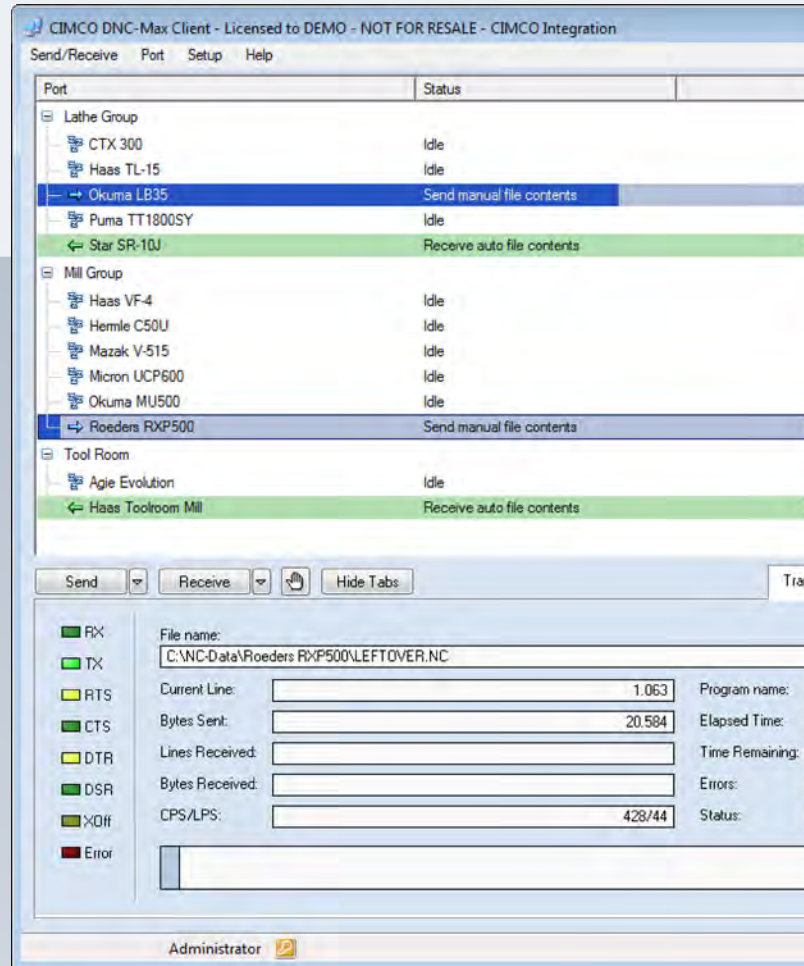 CIMCO DNC-Max Client - Licensed to DEMO - NOT FOR RESALE - CIMCO Integration
Send/Receive Port Setup Help
Port Status
Lathe Group
CTX 300 Idle
Haas TL-15 Idle
Okuma LB35 Send manual file contents
Puma TT1800SY Idle
Star SR-10J Receive auto file contents
Mill Group
Haas VF-4 Idle
Hermle C50U Idle
Mazak V-515 Idle
Micron UCP600 Idle
Okuma MU500 Idle
Roeders RXP500 Send manual file contents
Tool Room
Agie Evolution Idle
Haas Toolroom Mill Receive auto file contents
Send Receive Hide Tabs Tra
RX File name:
TX C:\NC-Data\Roeders RXP500\LEFTOVER.NC
RTS Current Line: 1.063 Program name:
CTS Bytes Sent: 20.584 Elapsed Time:
DTR Lines Received: Time Remaining:
DSR Bytes Received: Errors:
XOff CPS/LPS: 428/44 Status:
Error
Administrator